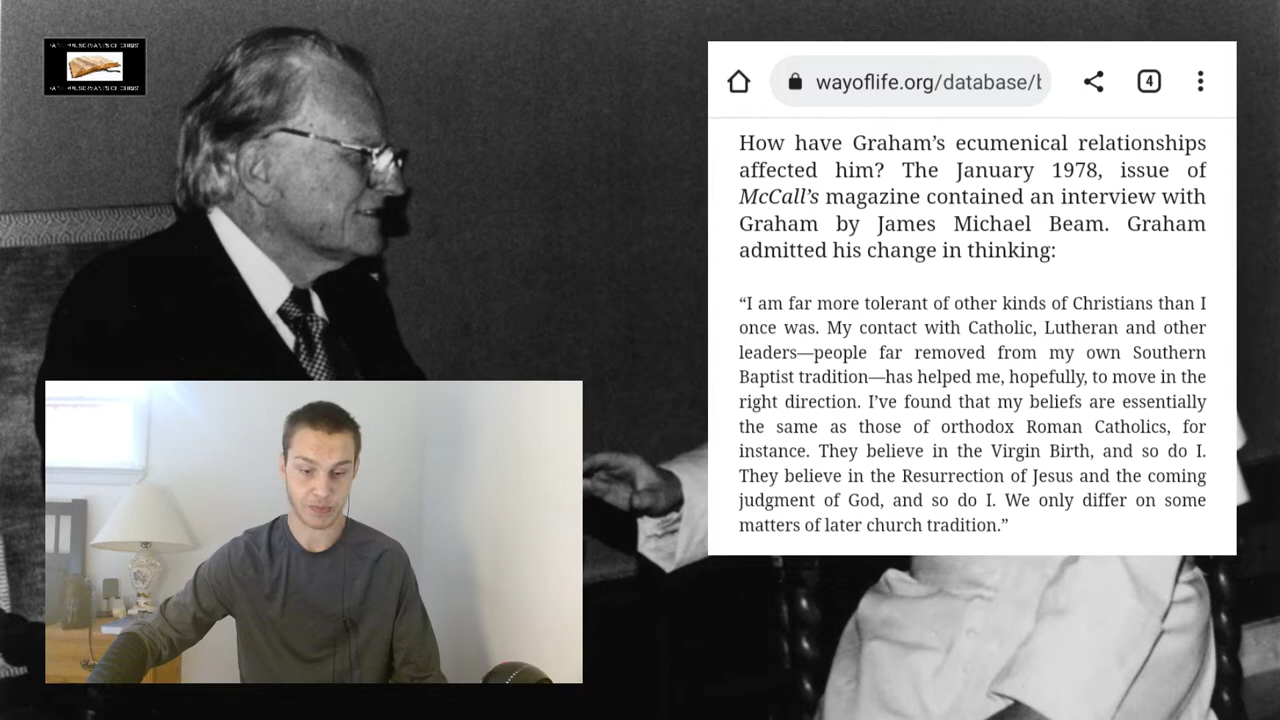 SERVANTS OF CHRIST
SERVANTS OF CHRIST
wayoflife.org/database/b
4
How have Graham’s ecumenical relationships
affected him? The January 1978, issue of
McCall’s magazine contained an interview with
Graham by James Michael Beam. Graham
admitted his change in thinking:
“I am far more tolerant of other kinds of Christians than I
once was. My contact with Catholic, Lutheran and other
leaders—people far removed from my own Southern
Baptist tradition—has helped me, hopefully, to move in the
right direction. I’ve found that my beliefs are essentially
the same as those of orthodox Roman Catholics, for
instance. They believe in the Virgin Birth, and so do I.
They believe in the Resurrection of Jesus and the coming
judgment of God, and so do I. We only differ on some
matters of later church tradition.”